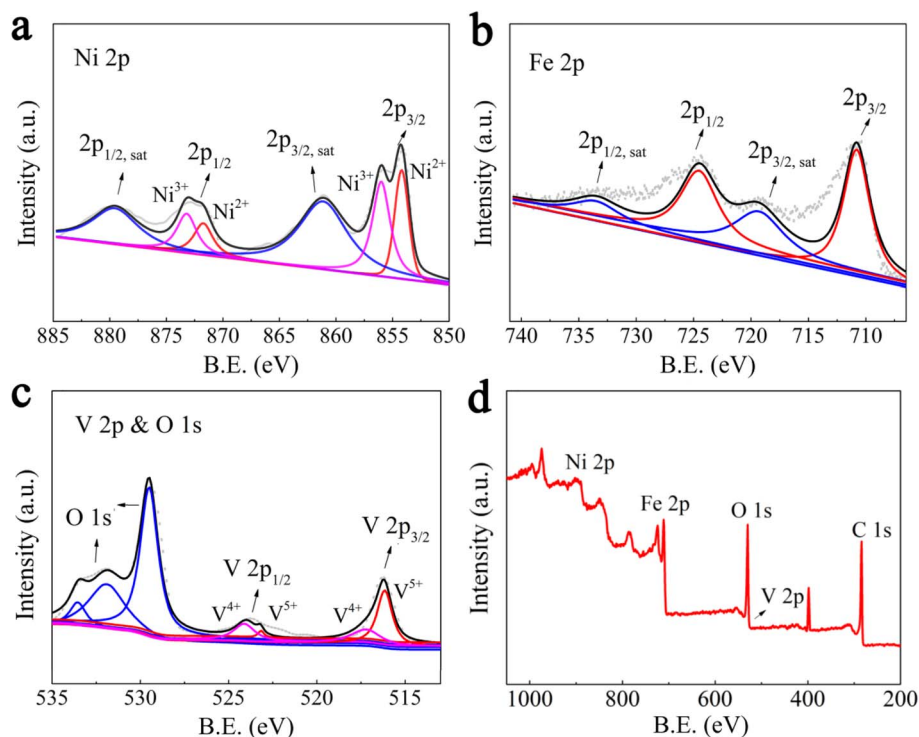 a
Ni 2p
2p1/2, sat
2p1/2
Ni3+
Ni2+
2p3/2, sat
2p3/2
Ni3+
Ni2+
Intensity (a.u.)
885 880 875 870 865 860 855 850
B.E. (eV)
b
Fe 2p
2p1/2, sat
2p1/2
2p3/2, sat
2p3/2
Intensity (a.u.)
740 735 730 725 720 715 710
B.E. (eV)
c
V 2p & O 1s
O 1s
V 2p1/2
V4+
V5+
V 2p3/2
V4+
V5+
Intensity (a.u.)
535 530 525 520 515
B.E. (eV)
d
Ni 2p
Fe 2p
O 1s
V 2p
C 1s
Intensity (a.u.)
1000 800 600 400 200
B.E. (eV)